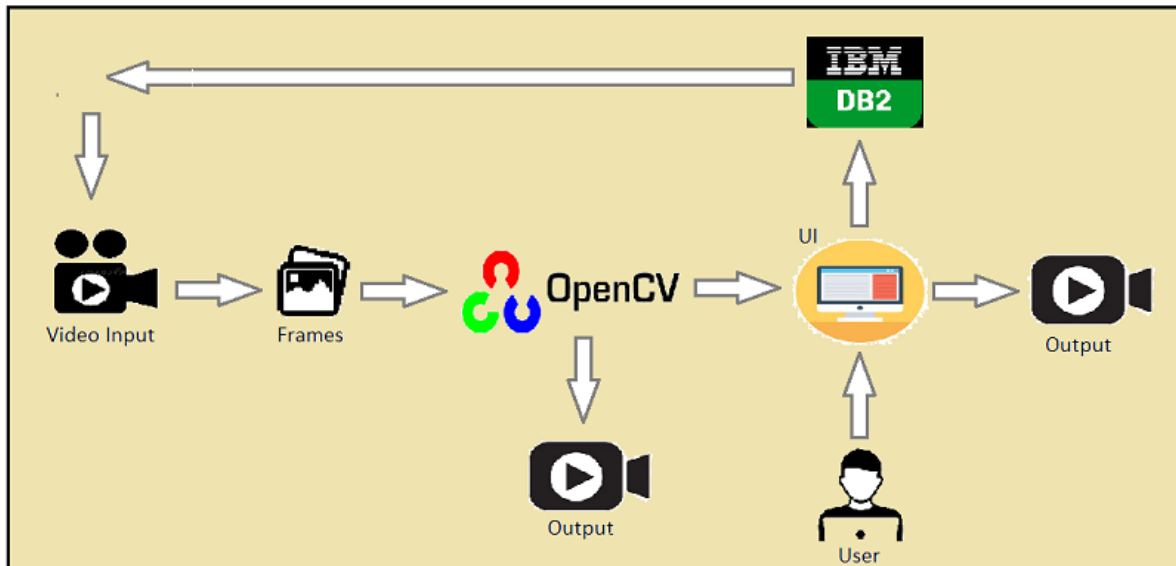 IBM
DB2
UI
OpenCV
Video Input
Frames
Output
Output
User